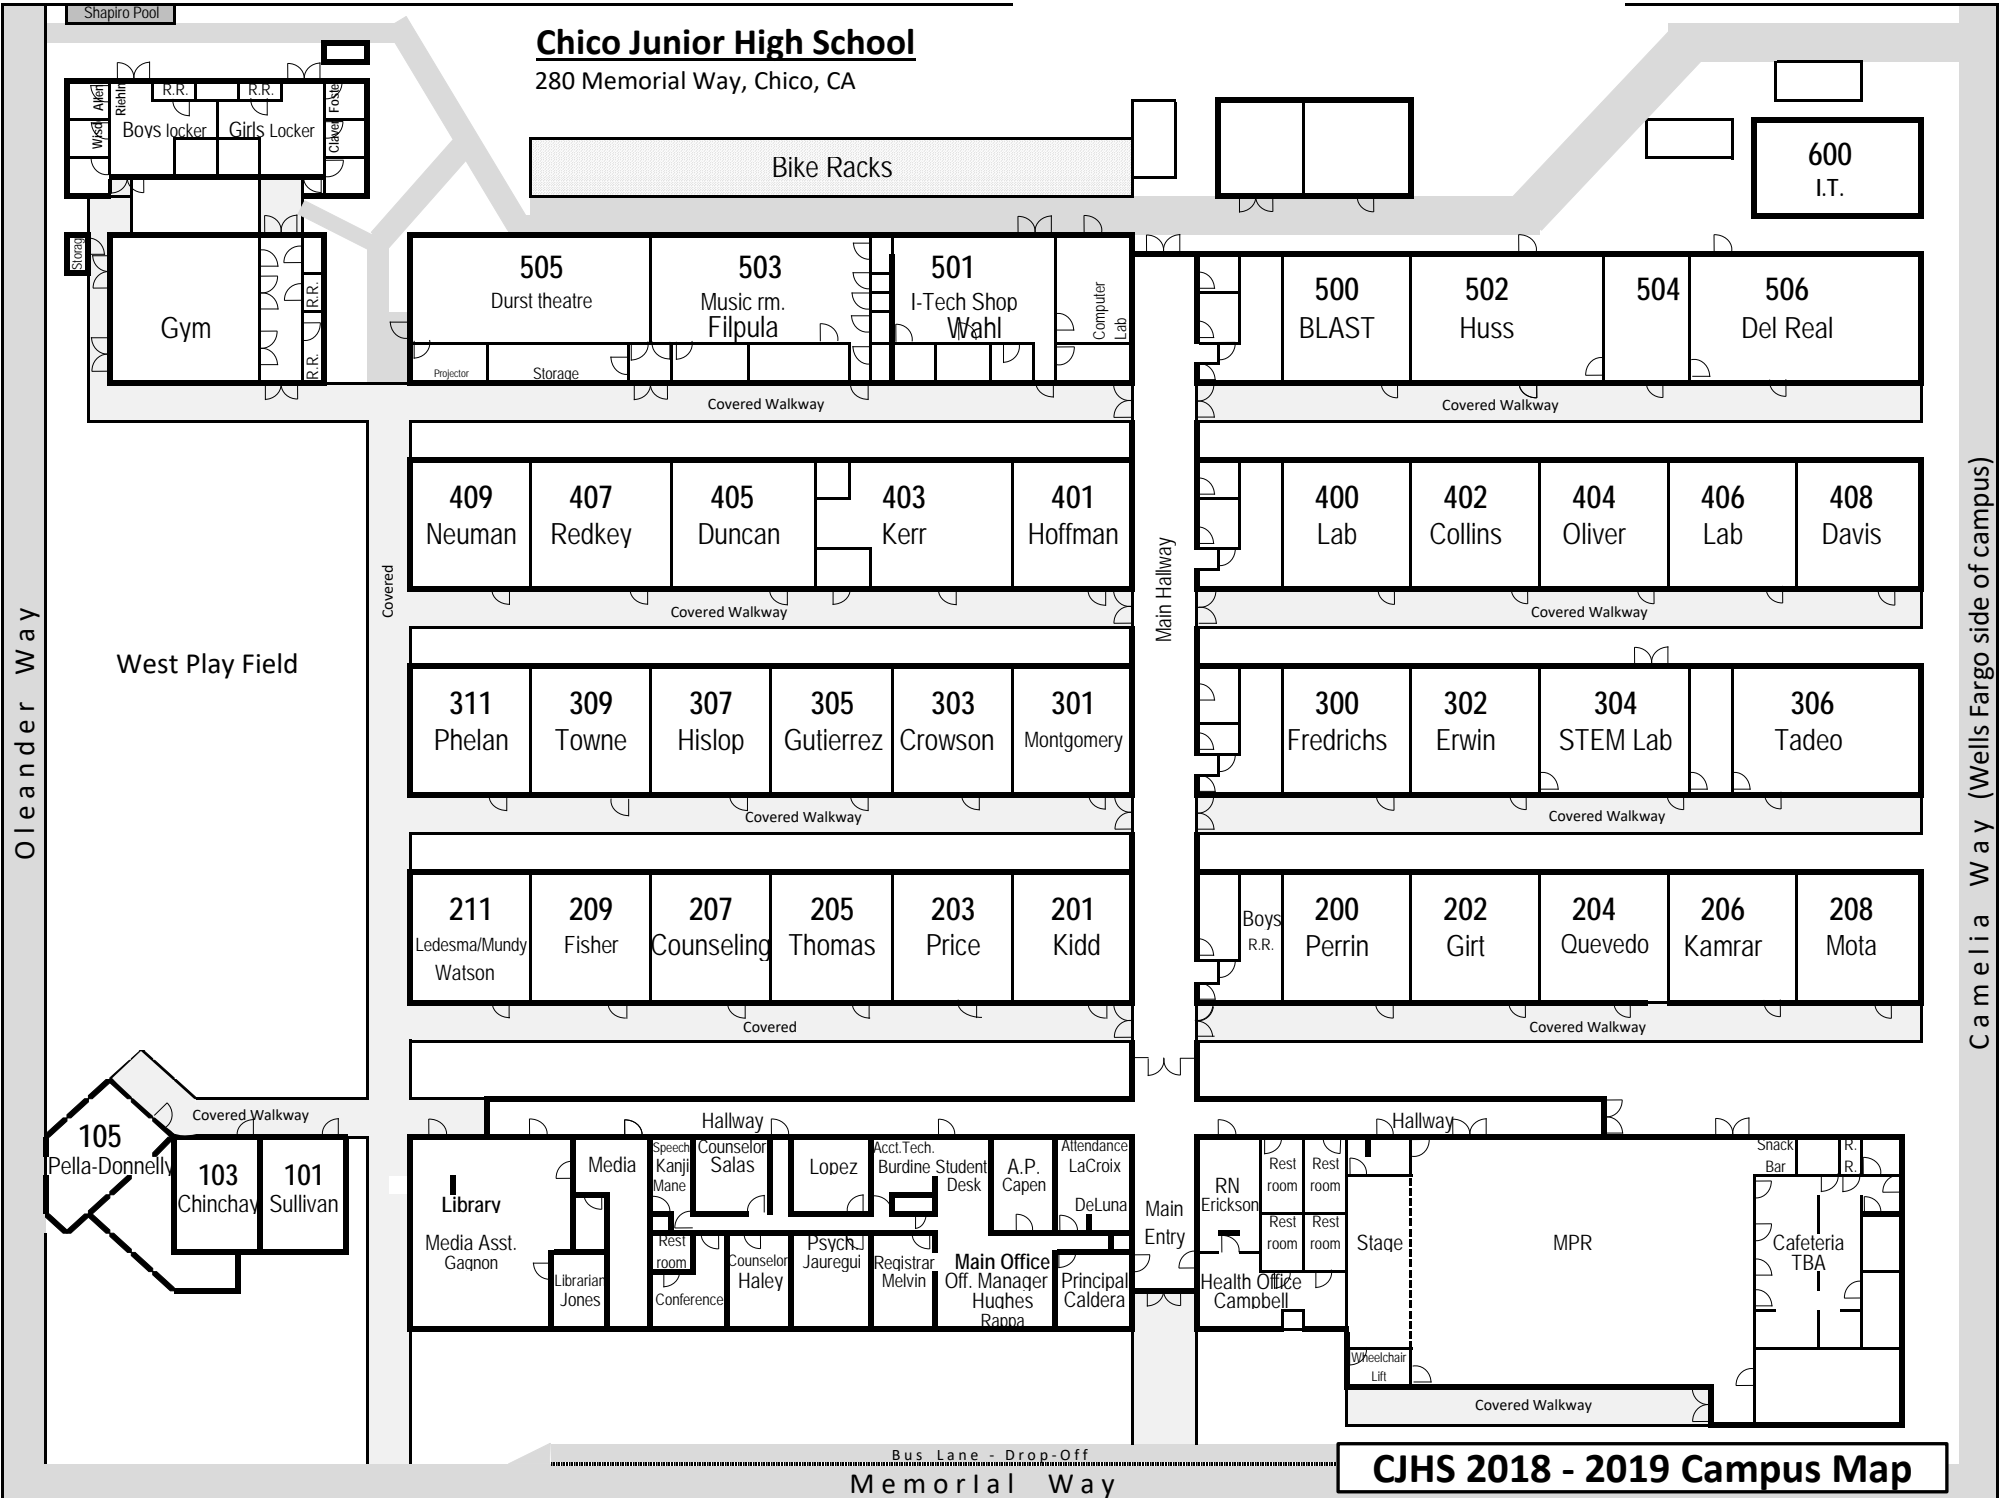 Shapiro Pool
Chico Junior High School
280 Memorial Way, Chico, CA
Allen
Riehln
R.R.
R.R.
Foste
Wisd
Boys locker
Girls Locker
Claver
Bike Racks
600
I.T.
Storag
Gym
R.R.
R.R.
505
Durst theatre
503
Music rm.
Filpula
501
I-Tech Shop
Wahl
Computer
Lab
Projector
Storage
500
BLAST
502
Huss
504
506
Del Real
Covered Walkway
Covered Walkway
409
Neuman
407
Redkey
405
Duncan
403
Kerr
401
Hoffman
400
Lab
402
Collins
404
Oliver
406
Lab
408
Davis
Covered
Main Hallway
Covered Walkway
Covered Walkway
Oleander Way
West Play Field
Camelia Way (Wells Fargo side of campus)
311
Phelan
309
Towne
307
Hislop
305
Gutierrez
303
Crowson
301
Montgomery
300
Fredrichs
302
Erwin
304
STEM Lab
306
Tadeo
Covered Walkway
Covered Walkway
211
Ledesma/Mundy
Watson
209
Fisher
207
Counseling
205
Thomas
203
Price
201
Kidd
Boys
R.R.
200
Perrin
202
Girt
204
Quevedo
206
Kamrar
208
Mota
Covered
Covered Walkway
Covered Walkway
105
Pella-Donnelly
103
Chinchay
101
Sullivan
Hallway
Hallway
Library
Media Asst.
Gagnon
Media
Librarian
Jones
Speech
Kanji
Mane
Counselor
Salas
Lopez
Acct.Tech.
Burdine
Student
Desk
A.P.
Capen
Attendance
LaCroix
DeLuna
Rest
room
Conference
Counselor
Haley
Psych.
Jauregui
Registrar
Melvin
Main Office
Off. Manager
Hughes
Rappa
Principal
Caldera
Main
Entry
RN
Erickson
Rest
room
Rest
room
Rest
room
Rest
room
Health Office
Campbell
Stage
Wheelchair
Lift
MPR
Snack
Bar
R.
R.
Cafeteria
TBA
Covered Walkway
Bus Lane - Drop-Off
Memorlal Way
CJHS 2018 - 2019 Campus Map